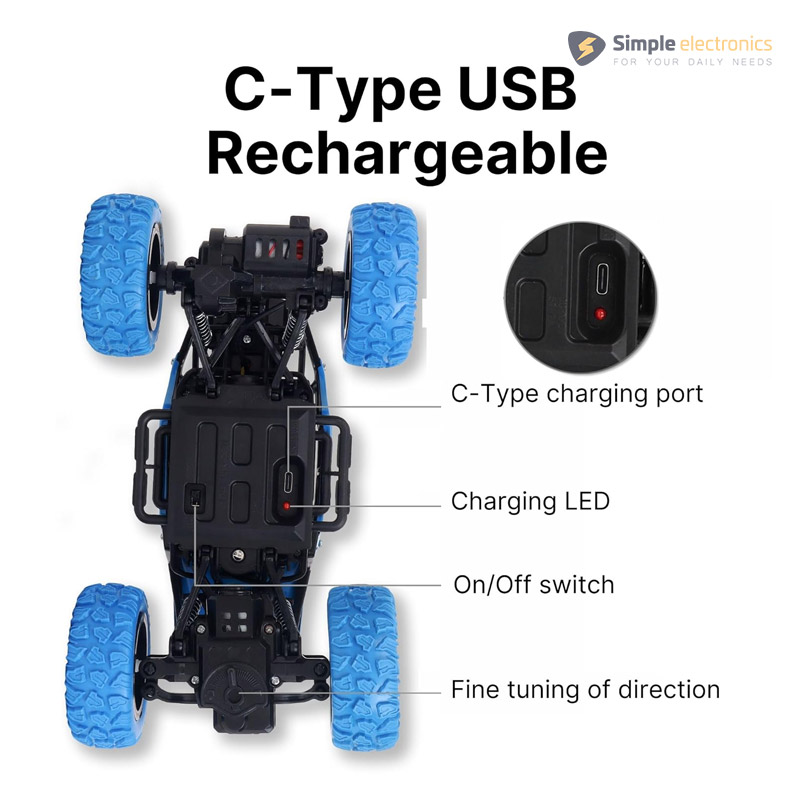 Simple electronics
FOR YOUR DAILY NEEDS
C-Type USB
Rechargeable
C-Type charging port
Charging LED
On/Off switch
Fine tuning of direction